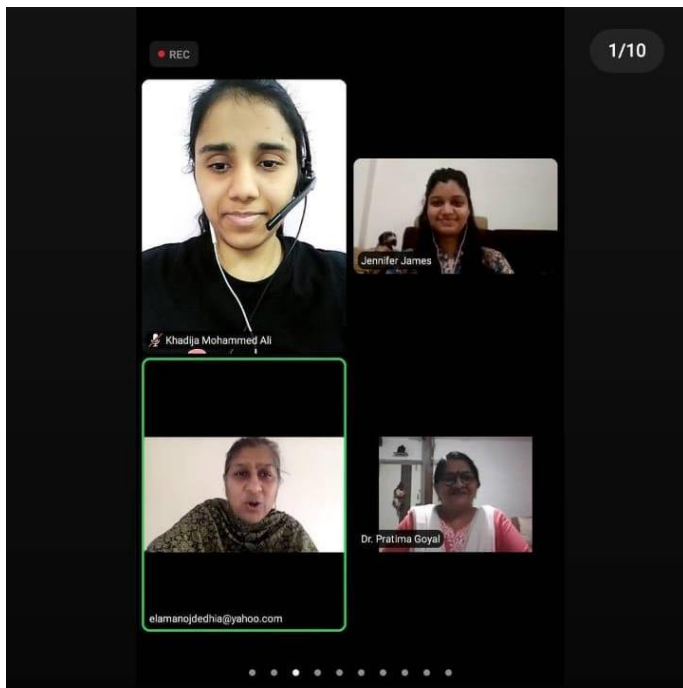 REC
1/10
Khadija Mohammed Ali
Jennifer James
elamanojdedhia@yahoo.com
Dr. Pratima Goyal